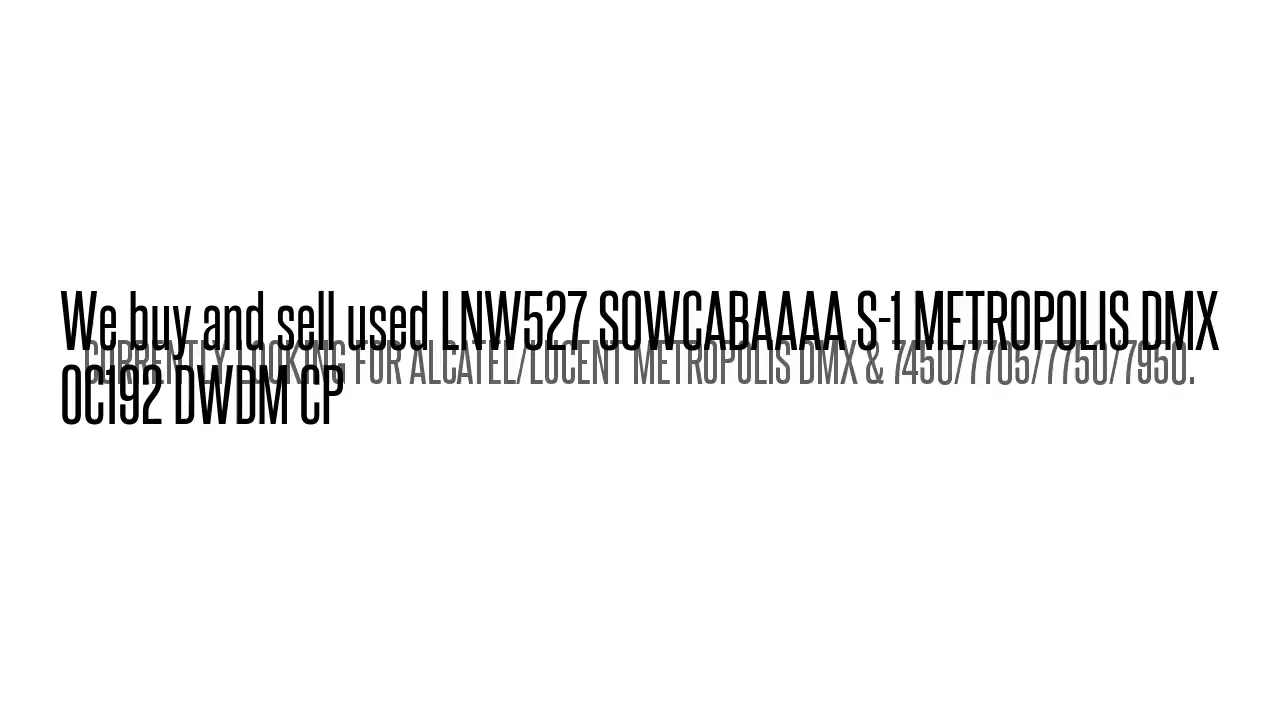 We buy and sell used LNW527 SOWCABAAAA S-1 METROPOLIS DMX
CURRENTLY LOOKING FOR ALCATEL/LUCENT METROPOLIS DMX & 7450/7705/7750/7950.
OC192 DWDM CP